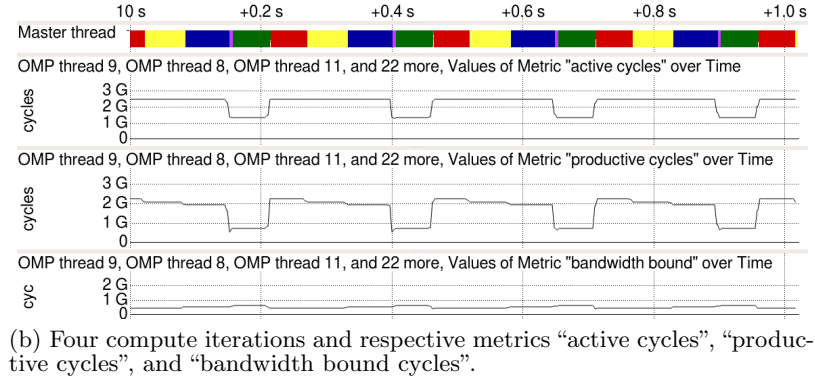 10 s +0.2 s +0.4 s +0.6 s +0.8 s +1.0 s
Master thread
OMP thread 9, OMP thread 8, OMP thread 11, and 22 more, Values of Metric "active cycles" over Time
cycles
3 G
2 G
1 G
0
OMP thread 9, OMP thread 8, OMP thread 11, and 22 more, Values of Metric "productive cycles" over Time
cycles
3 G
2 G
1 G
0
OMP thread 9, OMP thread 8, OMP thread 11, and 22 more, Values of Metric "bandwidth bound" over Time
cyc
2 G
1 G
0
(b) Four compute iterations and respective metrics “active cycles”, “produc-
tive cycles”, and “bandwidth bound cycles”.